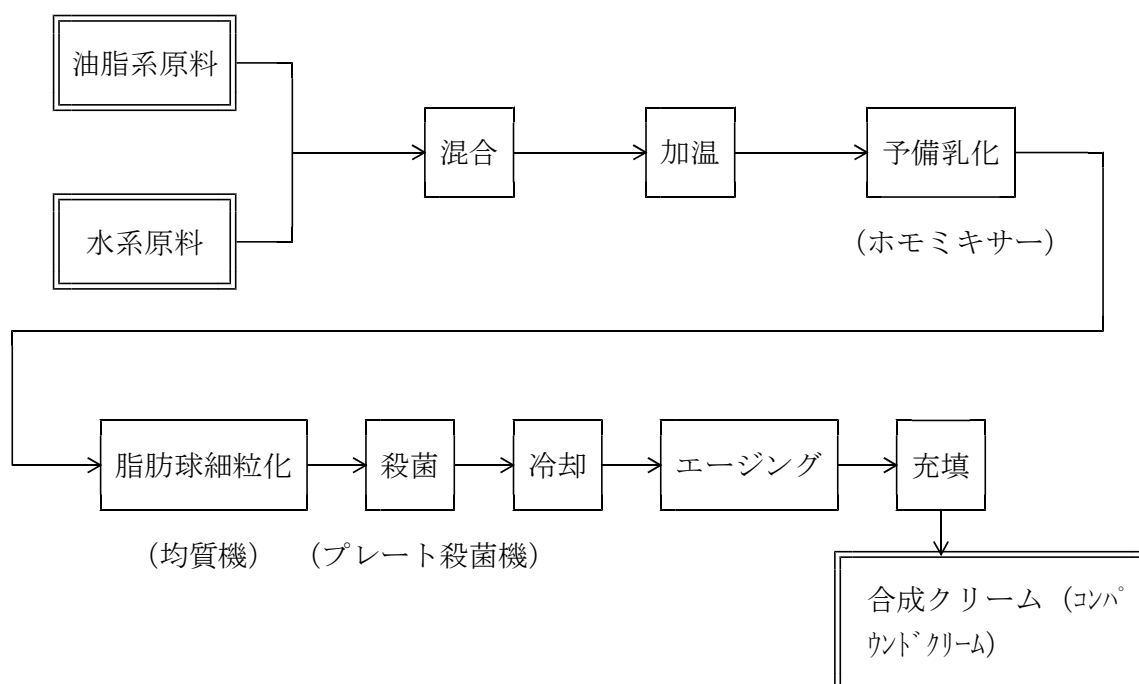 油脂系原料
混合
加温
予備乳化
水系原料
(ホモミキサー)
脂肪球細粒化
殺菌
冷却
エージング
充填
(均質機)
(プレート殺菌機)
合成クリーム (ｺﾝﾊﾟ
ｳﾝﾄﾞｸﾘｰﾑ)